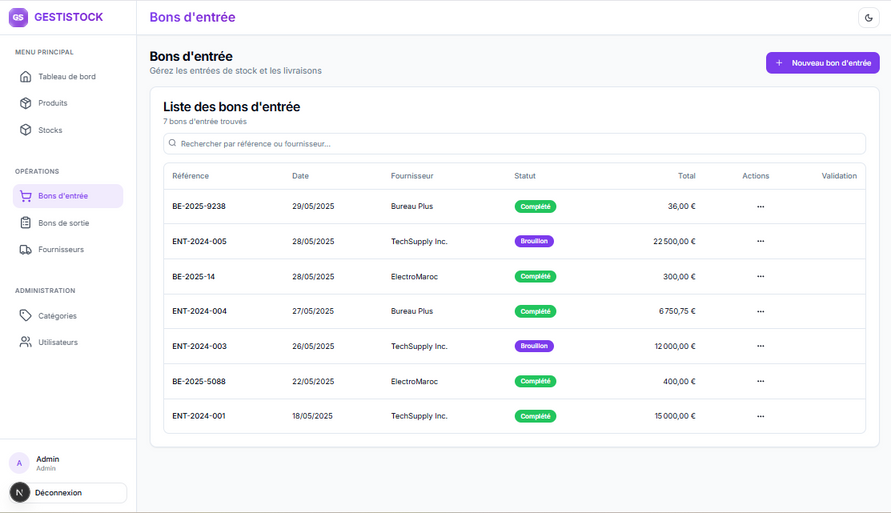 GS GESTISTOCK
MENU PRINCIPAL
Tableau de bord
Produits
Stocks
OPÉRATIONS
Bons d'entrée
Bons de sortie
Fournisseurs
ADMINISTRATION
Catégories
Utilisateurs
A Admin
Admin
N Déconnexion
Bons d'entrée
Bons d'entrée
Gérez les entrées de stock et les livraisons
+ Nouveau bon d'entrée
Liste des bons d'entrée
7 bons d'entrée trouvés
Rechercher par référence ou fournisseur...
Référence Date Fournisseur Statut Total Actions Validation
BE-2025-9238 29/05/2025 Bureau Plus Complété 36,00 € ...
ENT-2024-005 28/05/2025 TechSupply Inc. Brouillon 22 500,00 € ...
BE-2025-14 28/05/2025 ElectroMaroc Complété 300,00 € ...
ENT-2024-004 27/05/2025 Bureau Plus Complété 6 750,75 € ...
ENT-2024-003 26/05/2025 TechSupply Inc. Brouillon 12 000,00 € ...
BE-2025-5088 22/05/2025 ElectroMaroc Complété 400,00 € ...
ENT-2024-001 18/05/2025 TechSupply Inc. Complété 15 000,00 € ...